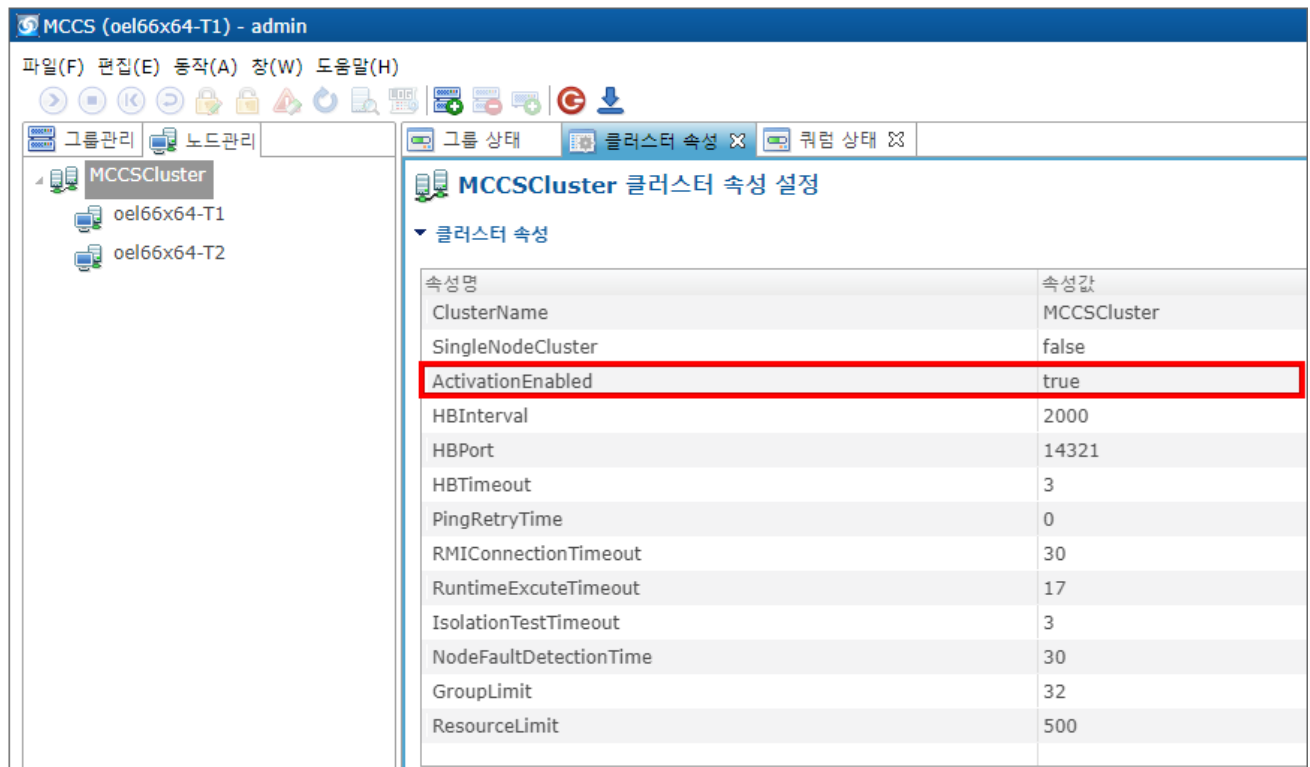 MCCS (oel66x64-T1) - admin
파일(F) 편집(E) 동작(A) 창(W) 도움말(H)
그룹관리 노드관리
그룹 상태 클러스터 속성 쿼럼 상태
MCCSCluster
oel66x64-T1
oel66x64-T2
MCCSCluster 클러스터 속성 설정
클러스터 속성
속성명 속성값
ClusterName MCCSCluster
SingleNodeCluster false
ActivationEnabled true
HBInterval 2000
HBPort 14321
HBTimeout 3
PingRetryTime 0
RMIConnectionTimeout 30
RuntimeExcuteTimeout 17
IsolationTestTimeout 3
NodeFaultDetectionTime 30
GroupLimit 32
ResourceLimit 500